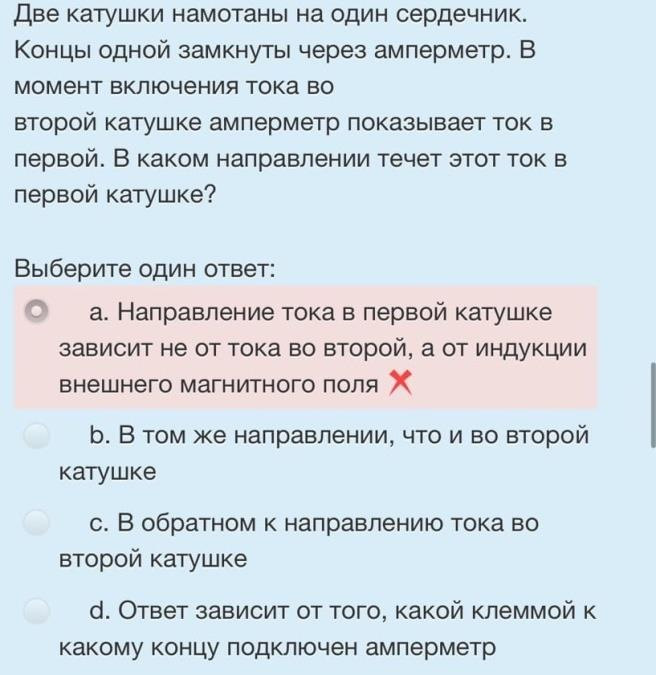 Две катушки намотаны на один сердечник.
Концы одной замкнуты через амперметр. В
момент включения тока во
второй катушке амперметр показывает ток в
первой. В каком направлении течет этот ток в
первой катушке?
Выберите один ответ:
a. Направление тока в первой катушке
зависит не от тока во второй, а от индукции
внешнего магнитного поля
b. В том же направлении, что и во второй
катушке
c. В обратном к направлению тока во
второй катушке
d. Ответ зависит от того, какой клеммой к
какому концу подключен амперметр